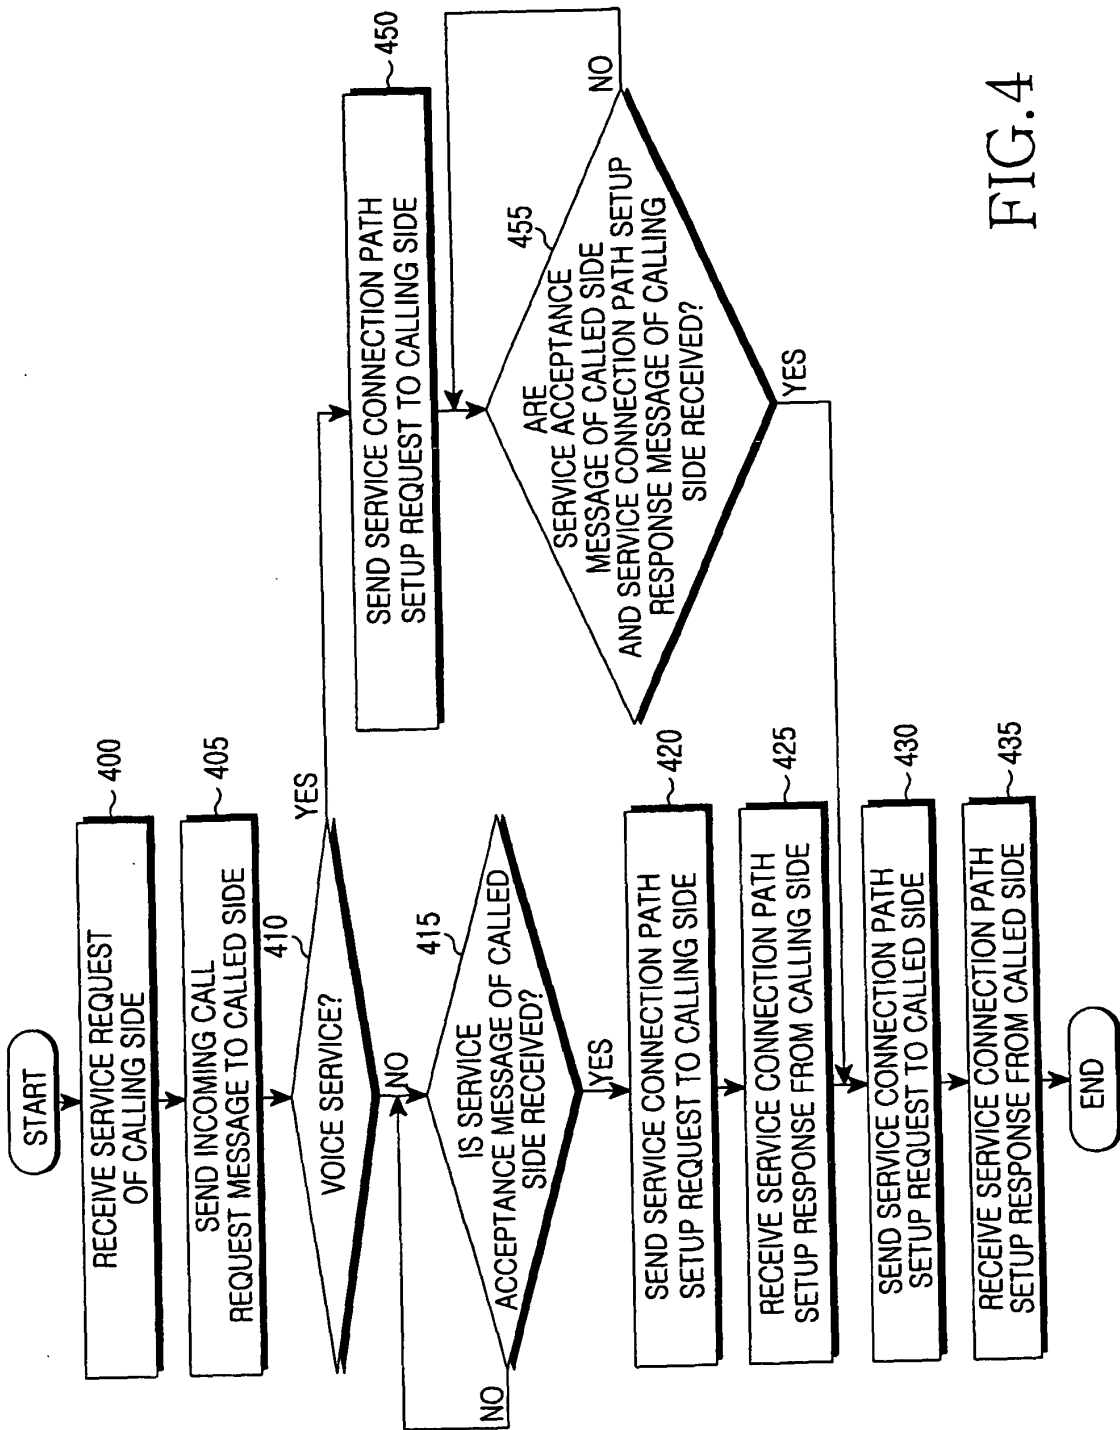 START
RECEIVE SERVICE REQUEST
OF CALLING SIDE
400
SEND INCOMING CALL
REQUEST MESSAGE TO CALLED SIDE
405
VOICE SERVICE?
410
YES
NO
IS SERVICE
ACCEPTANCE MESSAGE OF CALLED
SIDE RECEIVED?
415
NO
YES
SEND SERVICE CONNECTION PATH
SETUP REQUEST TO CALLING SIDE
420
RECEIVE SERVICE CONNECTION PATH
SETUP RESPONSE FROM CALLING SIDE
425
SEND SERVICE CONNECTION PATH
SETUP REQUEST TO CALLED SIDE
430
RECEIVE SERVICE CONNECTION PATH
SETUP RESPONSE FROM CALLED SIDE
435
END
SEND SERVICE CONNECTION PATH
SETUP REQUEST TO CALLING SIDE
450
ARE
SERVICE ACCEPTANCE
MESSAGE OF CALLED SIDE
AND SERVICE CONNECTION PATH SETUP
RESPONSE MESSAGE OF CALLING
SIDE RECEIVED?
455
NO
YES
FIG.4